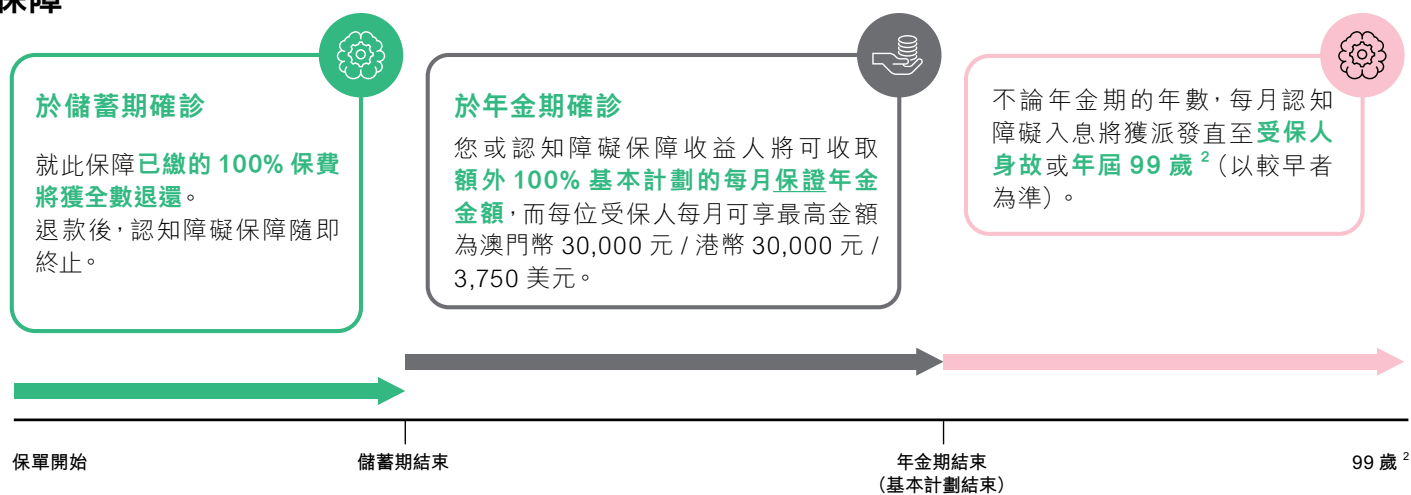 保障
於儲蓄期確診
就此保障已繳的 100% 保費
將獲全數退還。
退款後，認知障礙保障隨即
終止。
於年金期確診
您或認知障礙保障收益人將可收取
額外 100% 基本計劃的每月保證年金
金額，而每位受保人每月可享最高金額
為澳門幣 30,000 元 / 港幣 30,000 元 /
3,750 美元。
不論年金期的年數，每月認知
障礙入息將獲派發直至受保人
身故或年屆 99 歲 2（以較早者
為準）。
保單開始
儲蓄期結束
年金期結束
（基本計劃結束）
99 歲 2